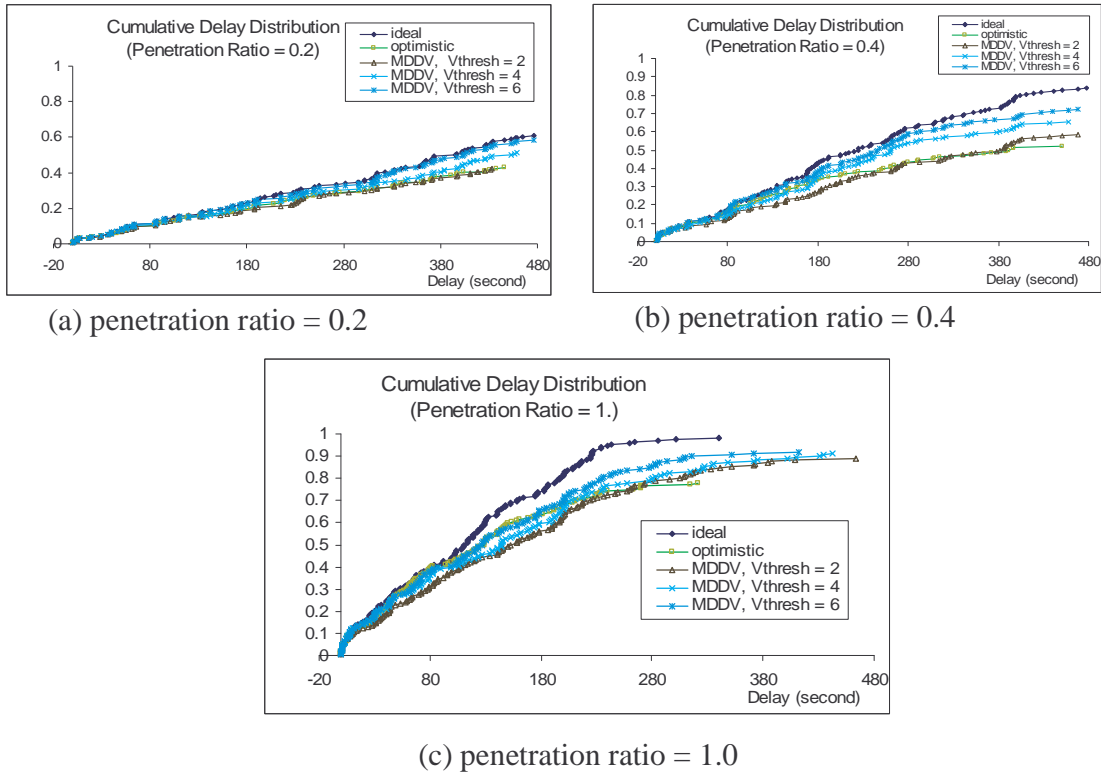 Cumulative Delay Distribution
(Penetration Ratio = 0.2)
ideal
optimistic
MDDV, Vthresh = 2
MDDV, Vthresh = 4
MDDV, Vthresh = 6
1
0.8
0.6
0.4
0.2
0
-20 80 180 280 380 480
Delay (second)
(a) penetration ratio = 0.2
Cumulative Delay Distribution
(Penetration Ratio = 0.4)
ideal
optimistic
MDDV, Vthresh = 2
MDDV, Vthresh = 4
MDDV, Vthresh = 6
1
0.9
0.8
0.7
0.6
0.5
0.4
0.3
0.2
0.1
0
-20 80 180 280 380 480
Delay (second)
(b) penetration ratio = 0.4
Cumulative Delay Distribution
(Penetration Ratio = 1.)
1
0.9
0.8
0.7
0.6
0.5
0.4
0.3
0.2
0.1
0
ideal
optimistic
MDDV, Vthresh = 2
MDDV, Vthresh = 4
MDDV, Vthresh = 6
-20 80 180 280 380 480
Delay (second)
(c) penetration ratio = 1.0